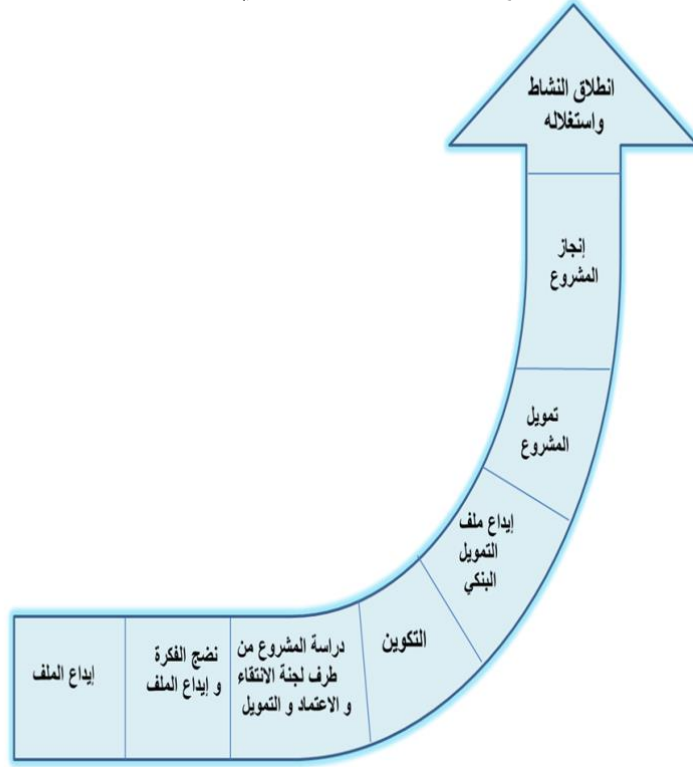 إيداع الملف
نضج الفكرة
و إيداع الملف
دراسة المشروع من
طرف لجنة الانتقاء
و الاعتماد و التمويل
التكوين
إيداع ملف
التمويل
البنكي
تمويل
المشروع
إنجاز
المشروع
انطلاق النشاط
واستغلاله